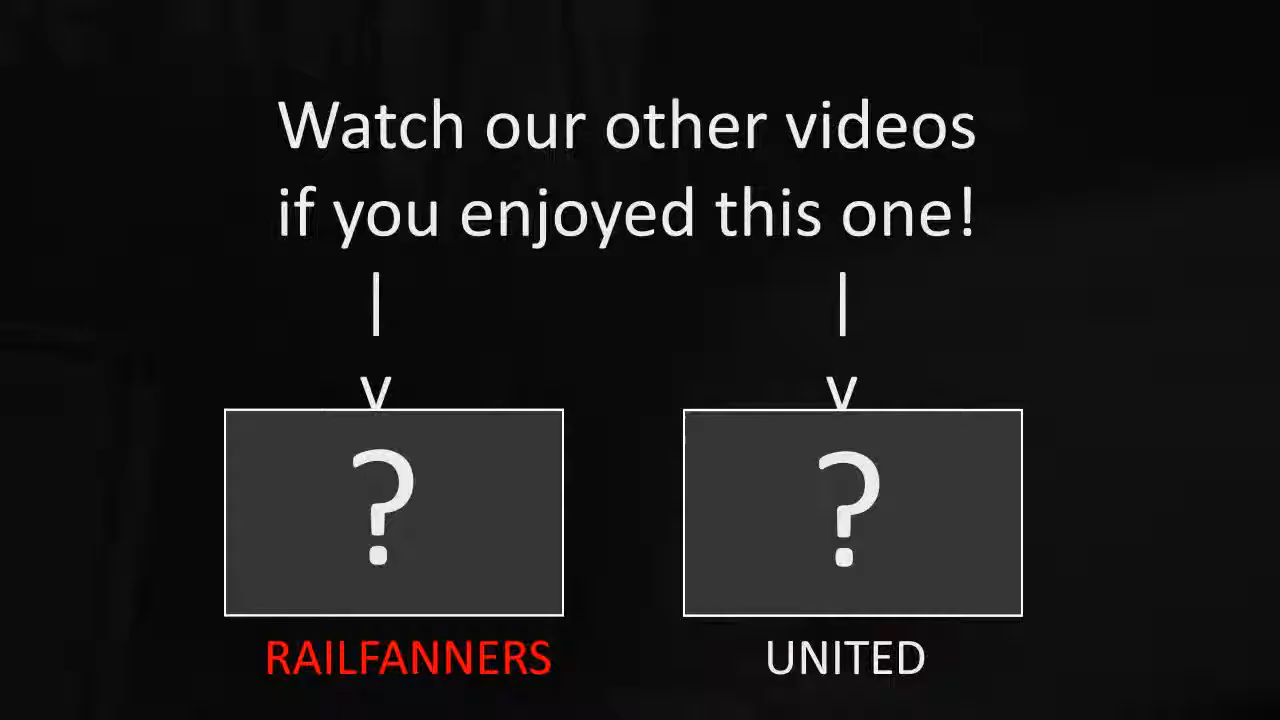 Watch our other videos
if you enjoyed this one!
| |
v v
? ?
RAILFANNERS UNITED